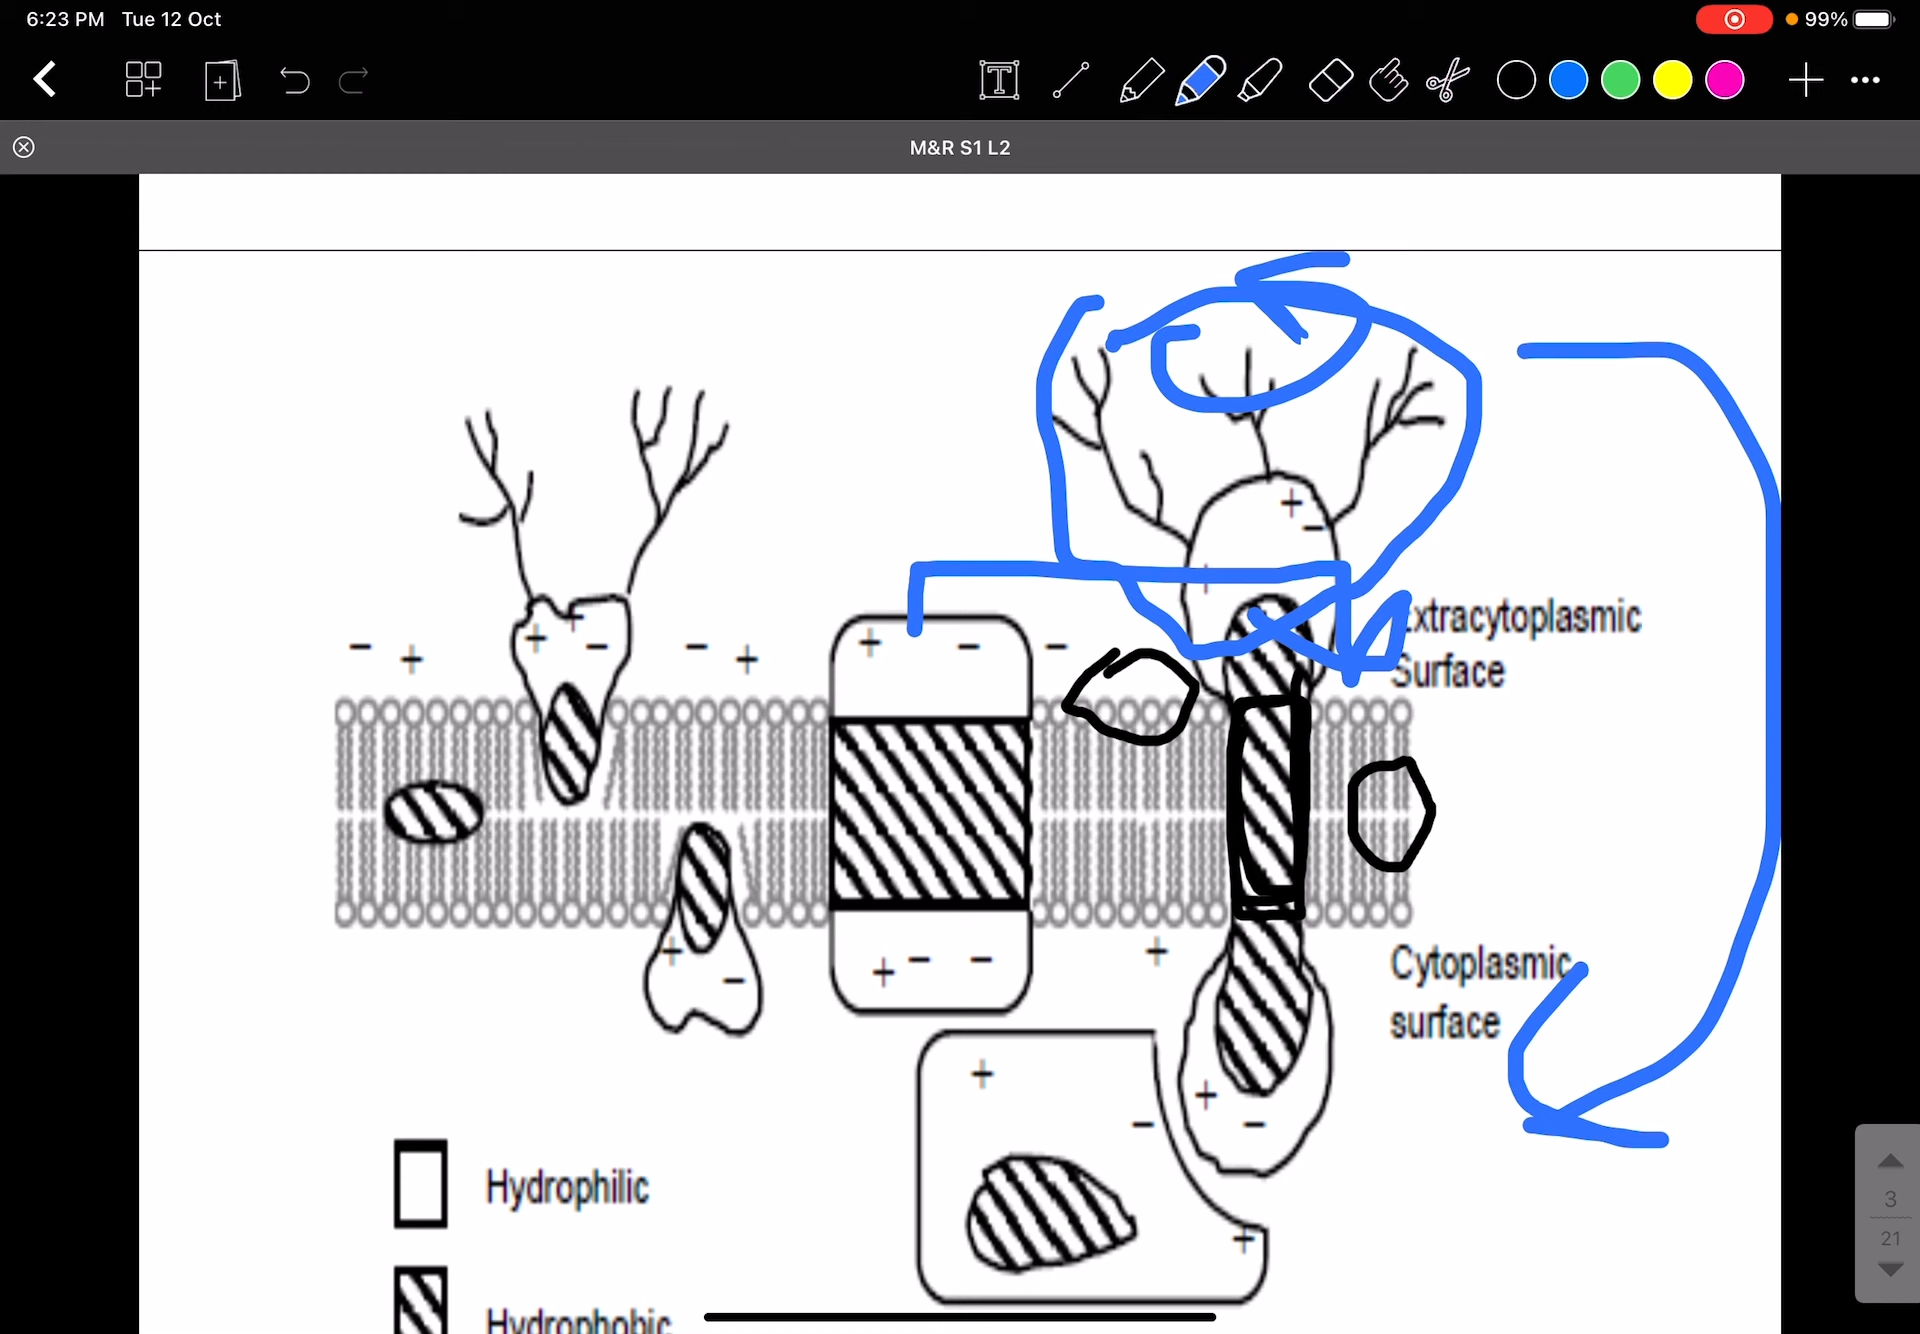 6:23 PM Tue 12 Oct
99%
T
M&R S1 L2
Extracytoplasmic
Surface
Cytoplasmic
surface
Hydrophilic
Hydrophobic
3
21